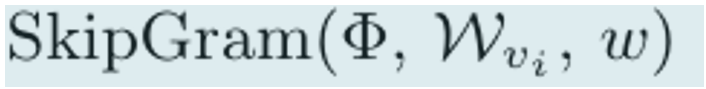 SkipGram(Φ, 𝒲_{v_i}, w)